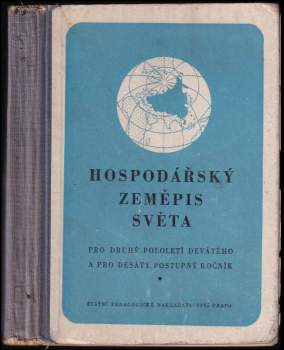 HOSPODÁŘSKÝ
ZEMĚPIS
SVĚTA
PRO DRUHÉ POLOLETÍ DEVÁTÉHO
A PRO DESÁTÝ POSTUPNÝ ROČNÍK
STÁTNÍ PEDAGOGICKÉ NAKLADATELSTVÍ PRAHA